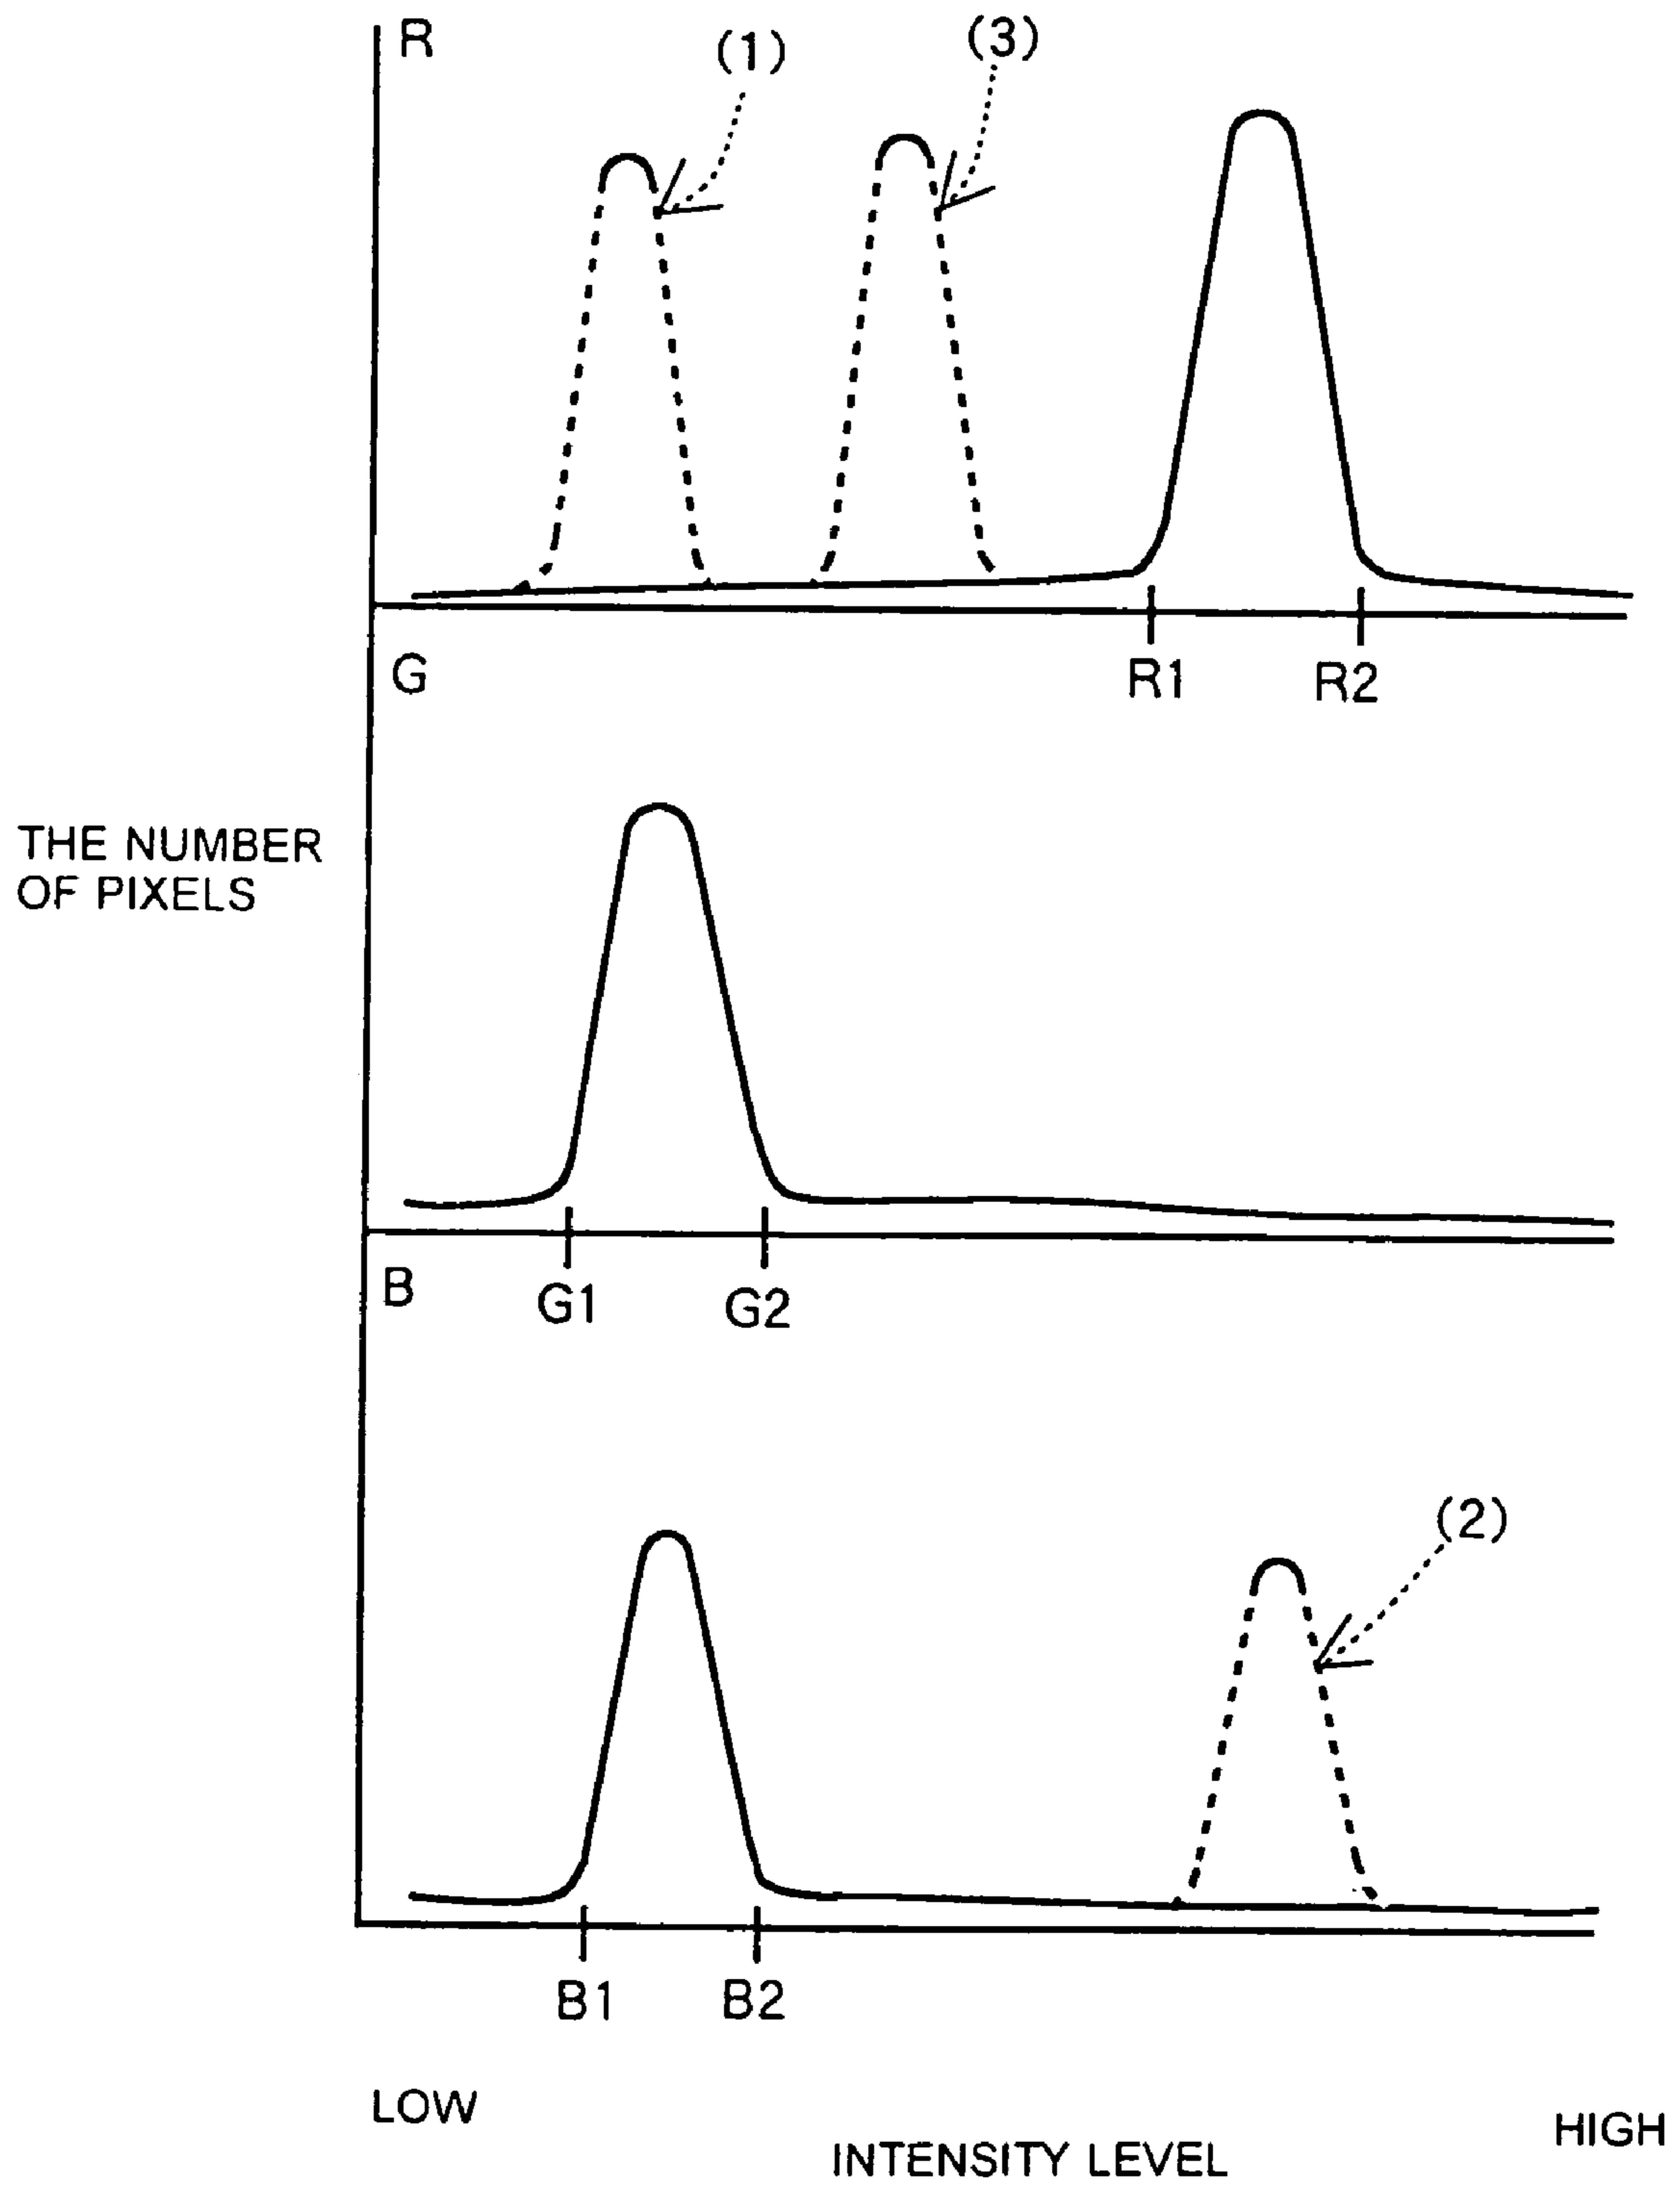 R
(1)
(3)
R1
R2
G
THE NUMBER
OF PIXELS
G1
G2
B
(2)
B1
B2
LOW
HIGH
INTENSITY LEVEL